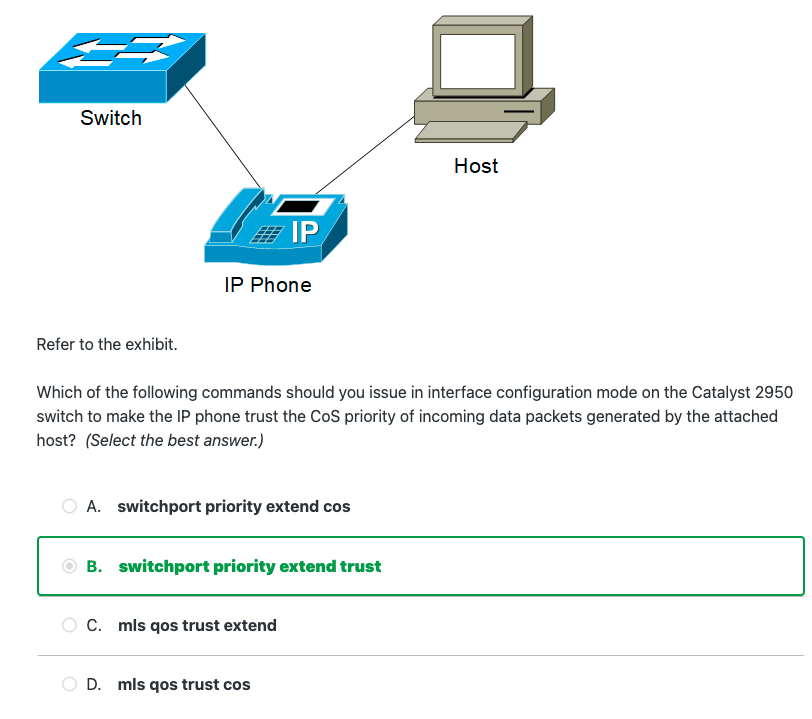 Switch
Host
IP
IP Phone
Refer to the exhibit.
Which of the following commands should you issue in interface configuration mode on the Catalyst 2950
switch to make the IP phone trust the CoS priority of incoming data packets generated by the attached
host? (Select the best answer.)
A. switchport priority extend cos
B. switchport priority extend trust
C. mls qos trust extend
D. mls qos trust cos